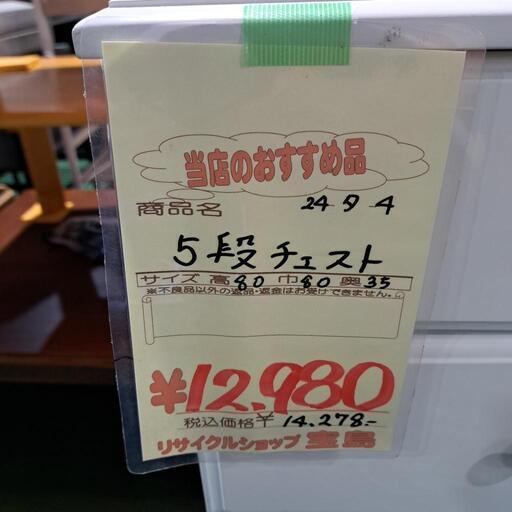 当店のおすすめ品
商品名 24 タ 4
5段チェスト
サイズ 高80 巾80 奥35
※不良品以外の返品・返金はお受けできません。
¥12,980
税込価格¥ 14.278-
リサイクルショップ 宝島